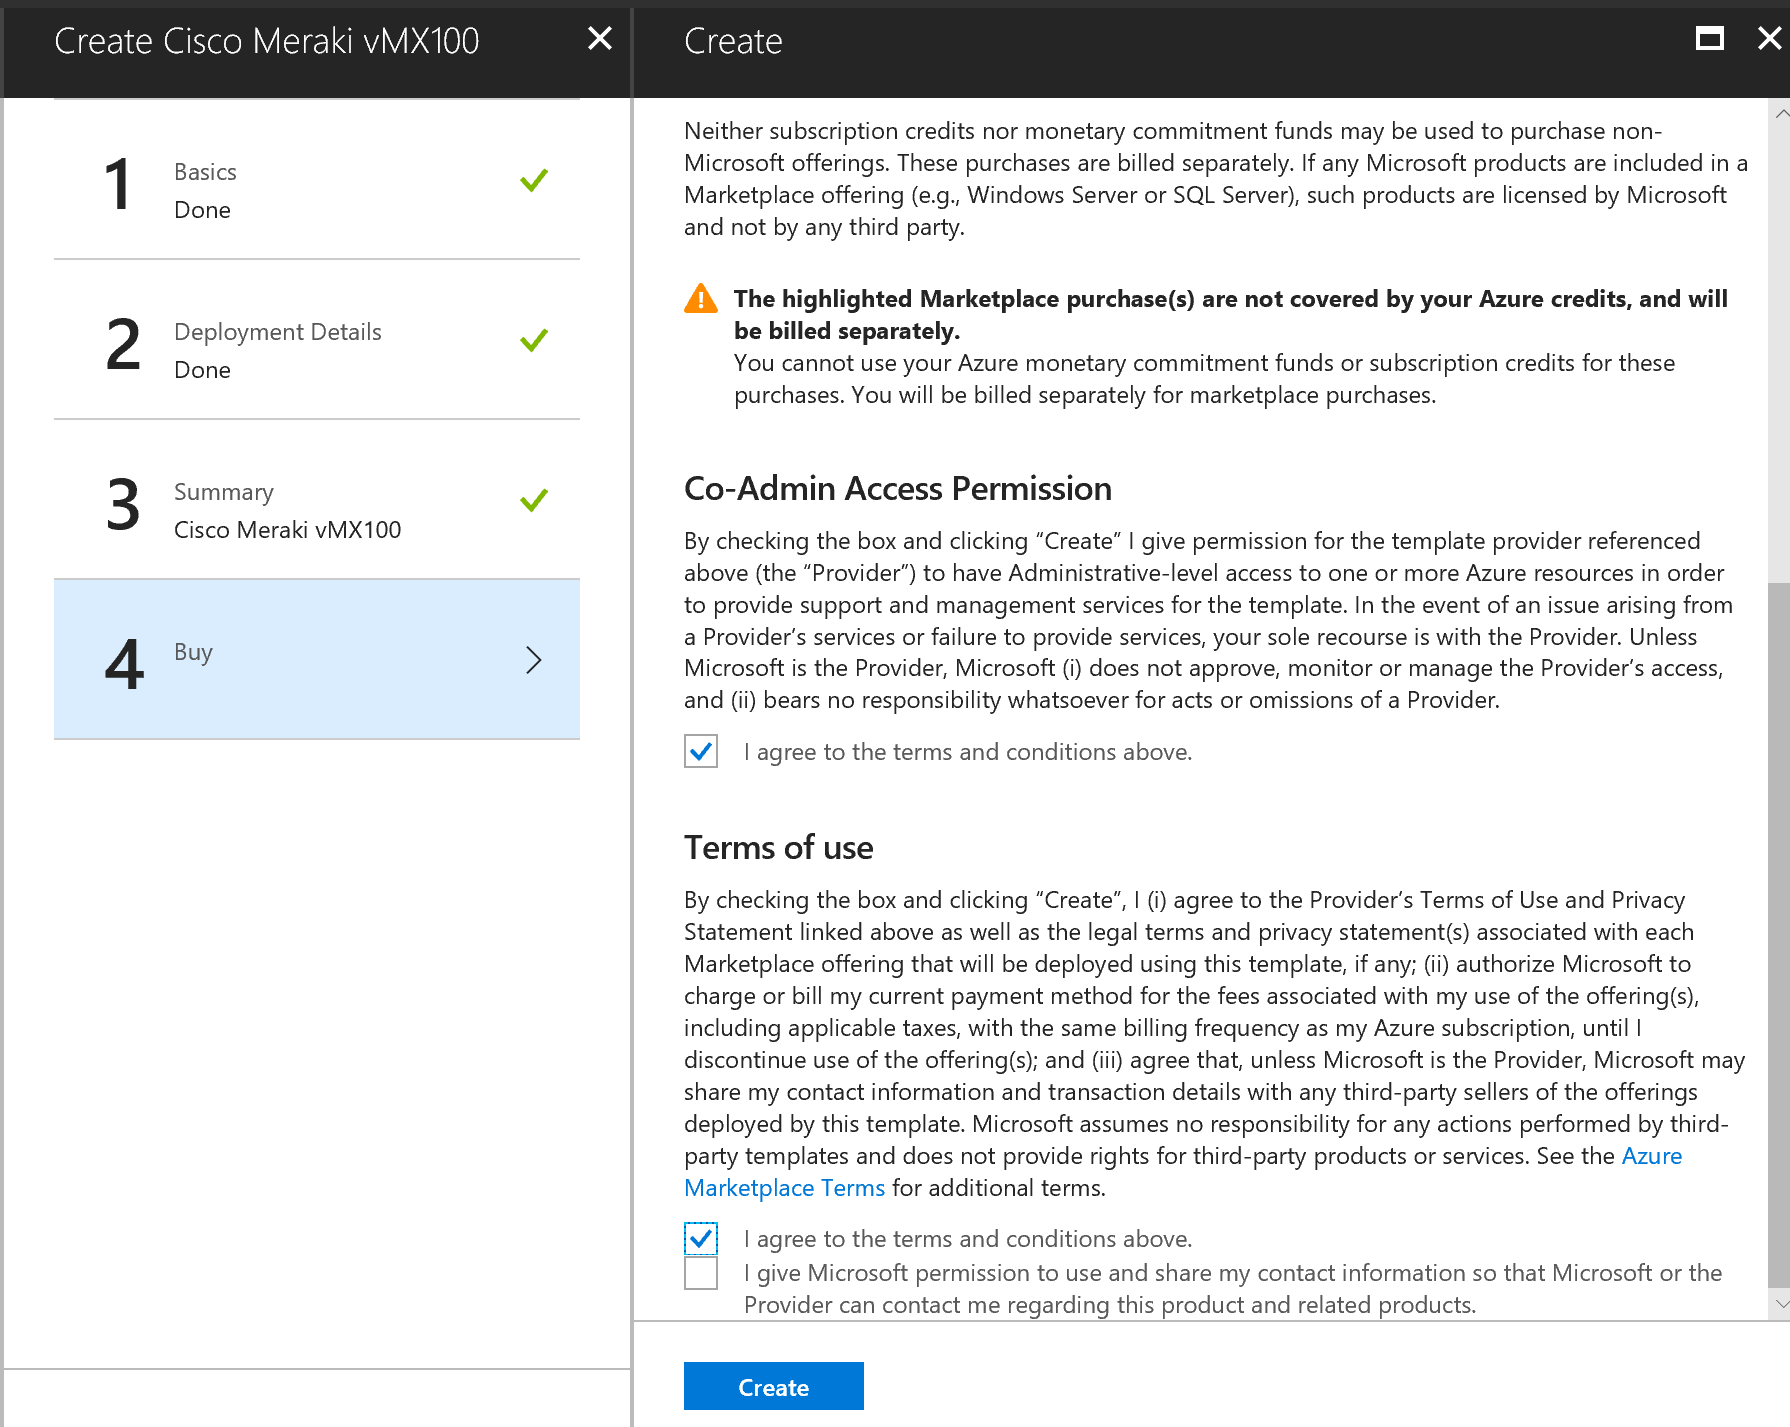 Create Cisco Meraki vMX100
1
Basics
Done
2
Deployment Details
Done
3
Summary
Cisco Meraki vMX100
4
Buy
Create
Neither subscription credits nor monetary commitment funds may be used to purchase non-
Microsoft offerings. These purchases are billed separately. If any Microsoft products are included in a
Marketplace offering (e.g., Windows Server or SQL Server), such products are licensed by Microsoft
and not by any third party.
The highlighted Marketplace purchase(s) are not covered by your Azure credits, and will
be billed separately.
You cannot use your Azure monetary commitment funds or subscription credits for these
purchases. You will be billed separately for marketplace purchases.
Co-Admin Access Permission
By checking the box and clicking “Create” I give permission for the template provider referenced
above (the “Provider”) to have Administrative-level access to one or more Azure resources in order
to provide support and management services for the template. In the event of an issue arising from
a Provider’s services or failure to provide services, your sole recourse is with the Provider. Unless
Microsoft is the Provider, Microsoft (i) does not approve, monitor or manage the Provider’s access,
and (ii) bears no responsibility whatsoever for acts or omissions of a Provider.
I agree to the terms and conditions above.
Terms of use
By checking the box and clicking “Create”, I (i) agree to the Provider’s Terms of Use and Privacy
Statement linked above as well as the legal terms and privacy statement(s) associated with each
Marketplace offering that will be deployed using this template, if any; (ii) authorize Microsoft to
charge or bill my current payment method for the fees associated with my use of the offering(s),
including applicable taxes, with the same billing frequency as my Azure subscription, until I
discontinue use of the offering(s); and (iii) agree that, unless Microsoft is the Provider, Microsoft may
share my contact information and transaction details with any third-party sellers of the offerings
deployed by this template. Microsoft assumes no responsibility for any actions performed by third-
party templates and does not provide rights for third-party products or services. See the Azure
Marketplace Terms for additional terms.
I agree to the terms and conditions above.
I give Microsoft permission to use and share my contact information so that Microsoft or the
Provider can contact me regarding this product and related products.
Create